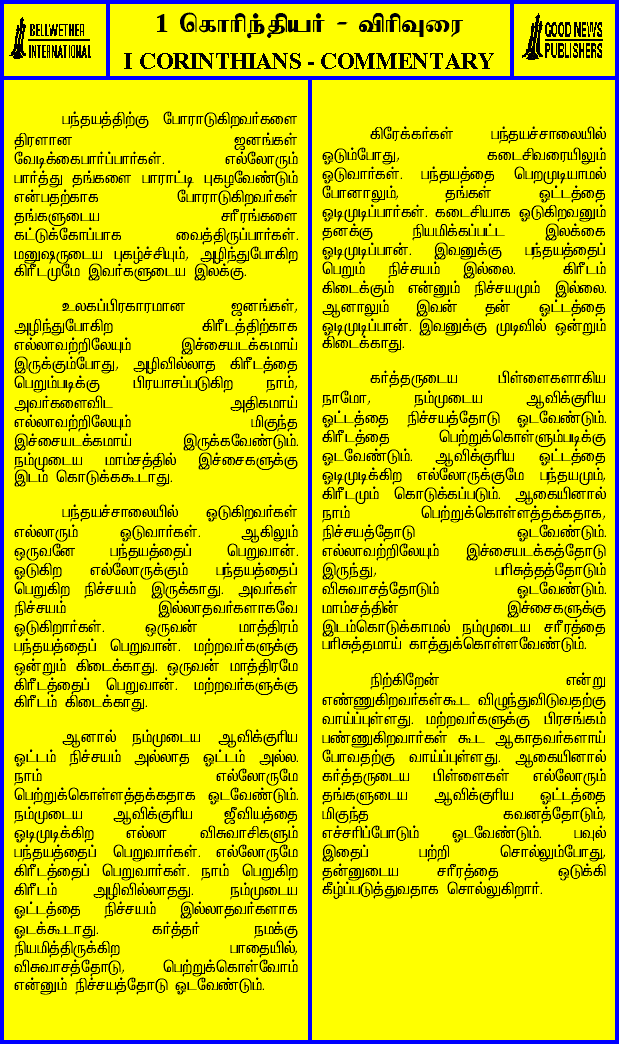 BELLWETHER
INTERNATIONAL
1 கொரிந்தியர் - விரிவுரை
I CORINTHIANS - COMMENTARY
GOOD NEWS
PUBLISHERS
பந்தயத்திற்கு போராடுகிறவர்களை
திரளான ஜனங்கள்
வேடிக்கைபார்ப்பார்கள். எல்லோரும்
பார்த்து தங்களை பாராட்டி புகழவேண்டும்
என்பதற்காக போராடுகிறவர்கள்
தங்களுடைய சரீரங்களை
கட்டுக்கோப்பாக வைத்திருப்பார்கள்.
மனுஷருடைய புகழ்ச்சியும், அழிந்துபோகிற
கிரீடமுமே இவர்களுடைய இலக்கு.
உலகப்பிரகாரமான ஜனங்கள்,
அழிந்துபோகிற கிரீடத்திற்காக
எல்லாவற்றிலேயும் இச்சையடக்கமாய்
இருக்கும்போது, அழிவில்லாத கிரீடத்தை
பெறும்படிக்கு பிரயாசப்படுகிற நாம்,
அவர்களைவிட அதிகமாய்
எல்லாவற்றிலேயும் மிகுந்த
இச்சையடக்கமாய் இருக்கவேண்டும்.
நம்முடைய மாம்சத்தில் இச்சைகளுக்கு
இடம் கொடுக்ககூடாது.
பந்தயச்சாலையில் ஓடுகிறவர்கள்
எல்லாரும் ஓடுவார்கள். ஆகிலும்
ஒருவனே பந்தயத்தைப் பெறுவான்.
ஓடுகிற எல்லோருக்கும் பந்தயத்தைப்
பெறுகிற நிச்சயம் இருக்காது. அவர்கள்
நிச்சயம் இல்லாதவர்களாகவே
ஓடுகிறார்கள். ஒருவன் மாத்திரம்
பந்தயத்தைப் பெறுவான். மற்றவர்களுக்கு
ஒன்றும் கிடைக்காது. ஒருவன் மாத்திரமே
கிரீடத்தைப் பெறுவான். மற்றவர்களுக்கு
கிரீடம் கிடைக்காது.
ஆனால் நம்முடைய ஆவிக்குரிய
ஓட்டம் நிச்சயம் அல்லாத ஓட்டம் அல்ல.
நாம் எல்லோருமே
பெற்றுக்கொள்ளத்தக்கதாக ஓடவேண்டும்.
நம்முடைய ஆவிக்குரிய ஜீவியத்தை
ஓடிமுடிக்கிற எல்லா விசுவாசிகளும்
பந்தயத்தைப் பெறுவார்கள். எல்லோருமே
கிரீடத்தைப் பெறுவார்கள். நாம் பெறுகிற
கிரீடம் அழிவில்லாதது. நம்முடைய
ஓட்டத்தை நிச்சயம் இல்லாதவர்களாக
ஓடக்கூடாது. கர்த்தர் நமக்கு
நியமித்திருக்கிற பாதையில்,
விசுவாசத்தோடு, பெற்றுக்கொள்வோம்
என்னும் நிச்சயத்தோடு ஓடவேண்டும்.
கிரேக்கர்கள் பந்தயச்சாலையில்
ஓடும்போது, கடைசிவரையிலும்
ஓடுவார்கள். பந்தயத்தை பெறமுடியாமல்
போனாலும், தங்கள் ஓட்டத்தை
ஓடிமுடிப்பார்கள். கடைசியாக ஓடுகிறவனும்
தனக்கு நியமிக்கப்பட்ட இலக்கை
ஓடிமுடிப்பான். இவனுக்கு பந்தயத்தைப்
பெறும் நிச்சயம் இல்லை. கிரீடம்
கிடைக்கும் என்னும் நிச்சயமும் இல்லை.
ஆனாலும் இவன் தன் ஓட்டத்தை
ஓடிமுடிப்பான். இவனுக்கு முடிவில் ஒன்றும்
கிடைக்காது.
கர்த்தருடைய பிள்ளைகளாகிய
நாமோ, நம்முடைய ஆவிக்குரிய
ஓட்டத்தை நிச்சயத்தோடு ஓடவேண்டும்.
கிரீடத்தை பெற்றுக்கொள்ளும்படிக்கு
ஓடவேண்டும். ஆவிக்குரிய ஓட்டத்தை
ஓடிமுடிக்கிற எல்லோருக்குமே பந்தயமும்,
கிரீடமும் கொடுக்கப்படும். ஆகையினால்
நாம் பெற்றுக்கொள்ளத்தக்கதாக,
நிச்சயத்தோடு ஓடவேண்டும்.
எல்லாவற்றிலேயும் இச்சையடக்கத்தோடு
இருந்து, பரிசுத்தத்தோடும்
விசுவாசத்தோடும் ஓடவேண்டும்.
மாம்சத்தின் இச்சைகளுக்கு
இடம்கொடுக்காமல் நம்முடைய சரீரத்தை
பரிசுத்தமாய் காத்துக்கொள்ளவேண்டும்.
நிற்கிறேன் என்று
எண்ணுகிறவர்கள்கூட விழுந்துவிடுவதற்கு
வாய்ப்புள்ளது. மற்றவர்களுக்கு பிரசங்கம்
பண்ணுகிறவார்கள் கூட ஆகாதவர்களாய்
போவதற்கு வாய்ப்புள்ளது. ஆகையினால்
கர்த்தருடைய பிள்ளைகள் எல்லோரும்
தங்களுடைய ஆவிக்குரிய ஓட்டத்தை
மிகுந்த கவனத்தோடும்,
எச்சரிப்போடும் ஓடவேண்டும். பவுல்
இதைப் பற்றி சொல்லும்போது,
தன்னுடைய சரீரத்தை ஒடுக்கி
கீழ்ப்படுத்துவதாக சொல்லுகிறார்.